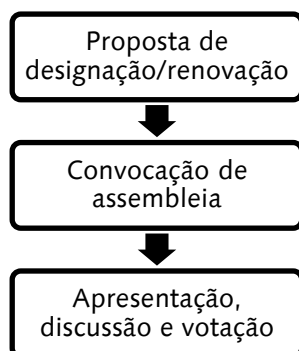 Proposta de
designação/renovação
Convocação de
assembleia
Apresentação,
discussão e votação